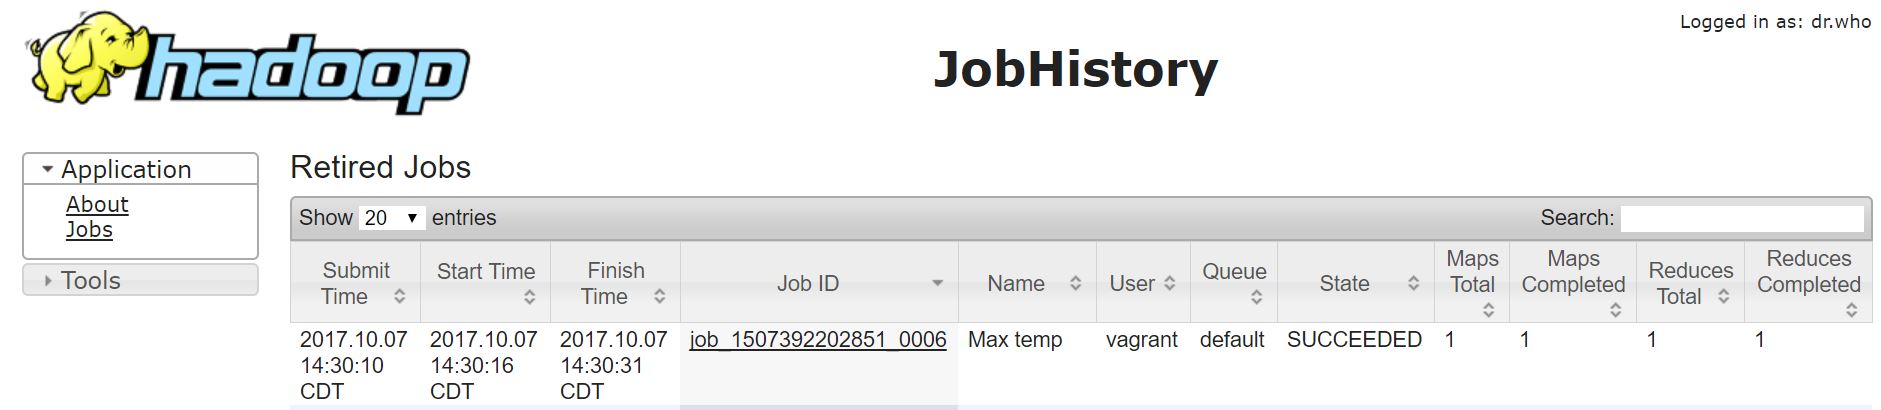 Logged in as: dr.who
hadoop
JobHistory
Application
About
Jobs
Tools
Retired Jobs
Show 20 entries
Search:
Submit Time
Start Time
Finish Time
Job ID
Name
User
Queue
State
Maps Total
Maps Completed
Reduces Total
Reduces Completed
2017.10.07 14:30:10 CDT
2017.10.07 14:30:16 CDT
2017.10.07 14:30:31 CDT
job_1507392202851_0006
Max temp
vagrant
default
SUCCEEDED
1
1
1
1